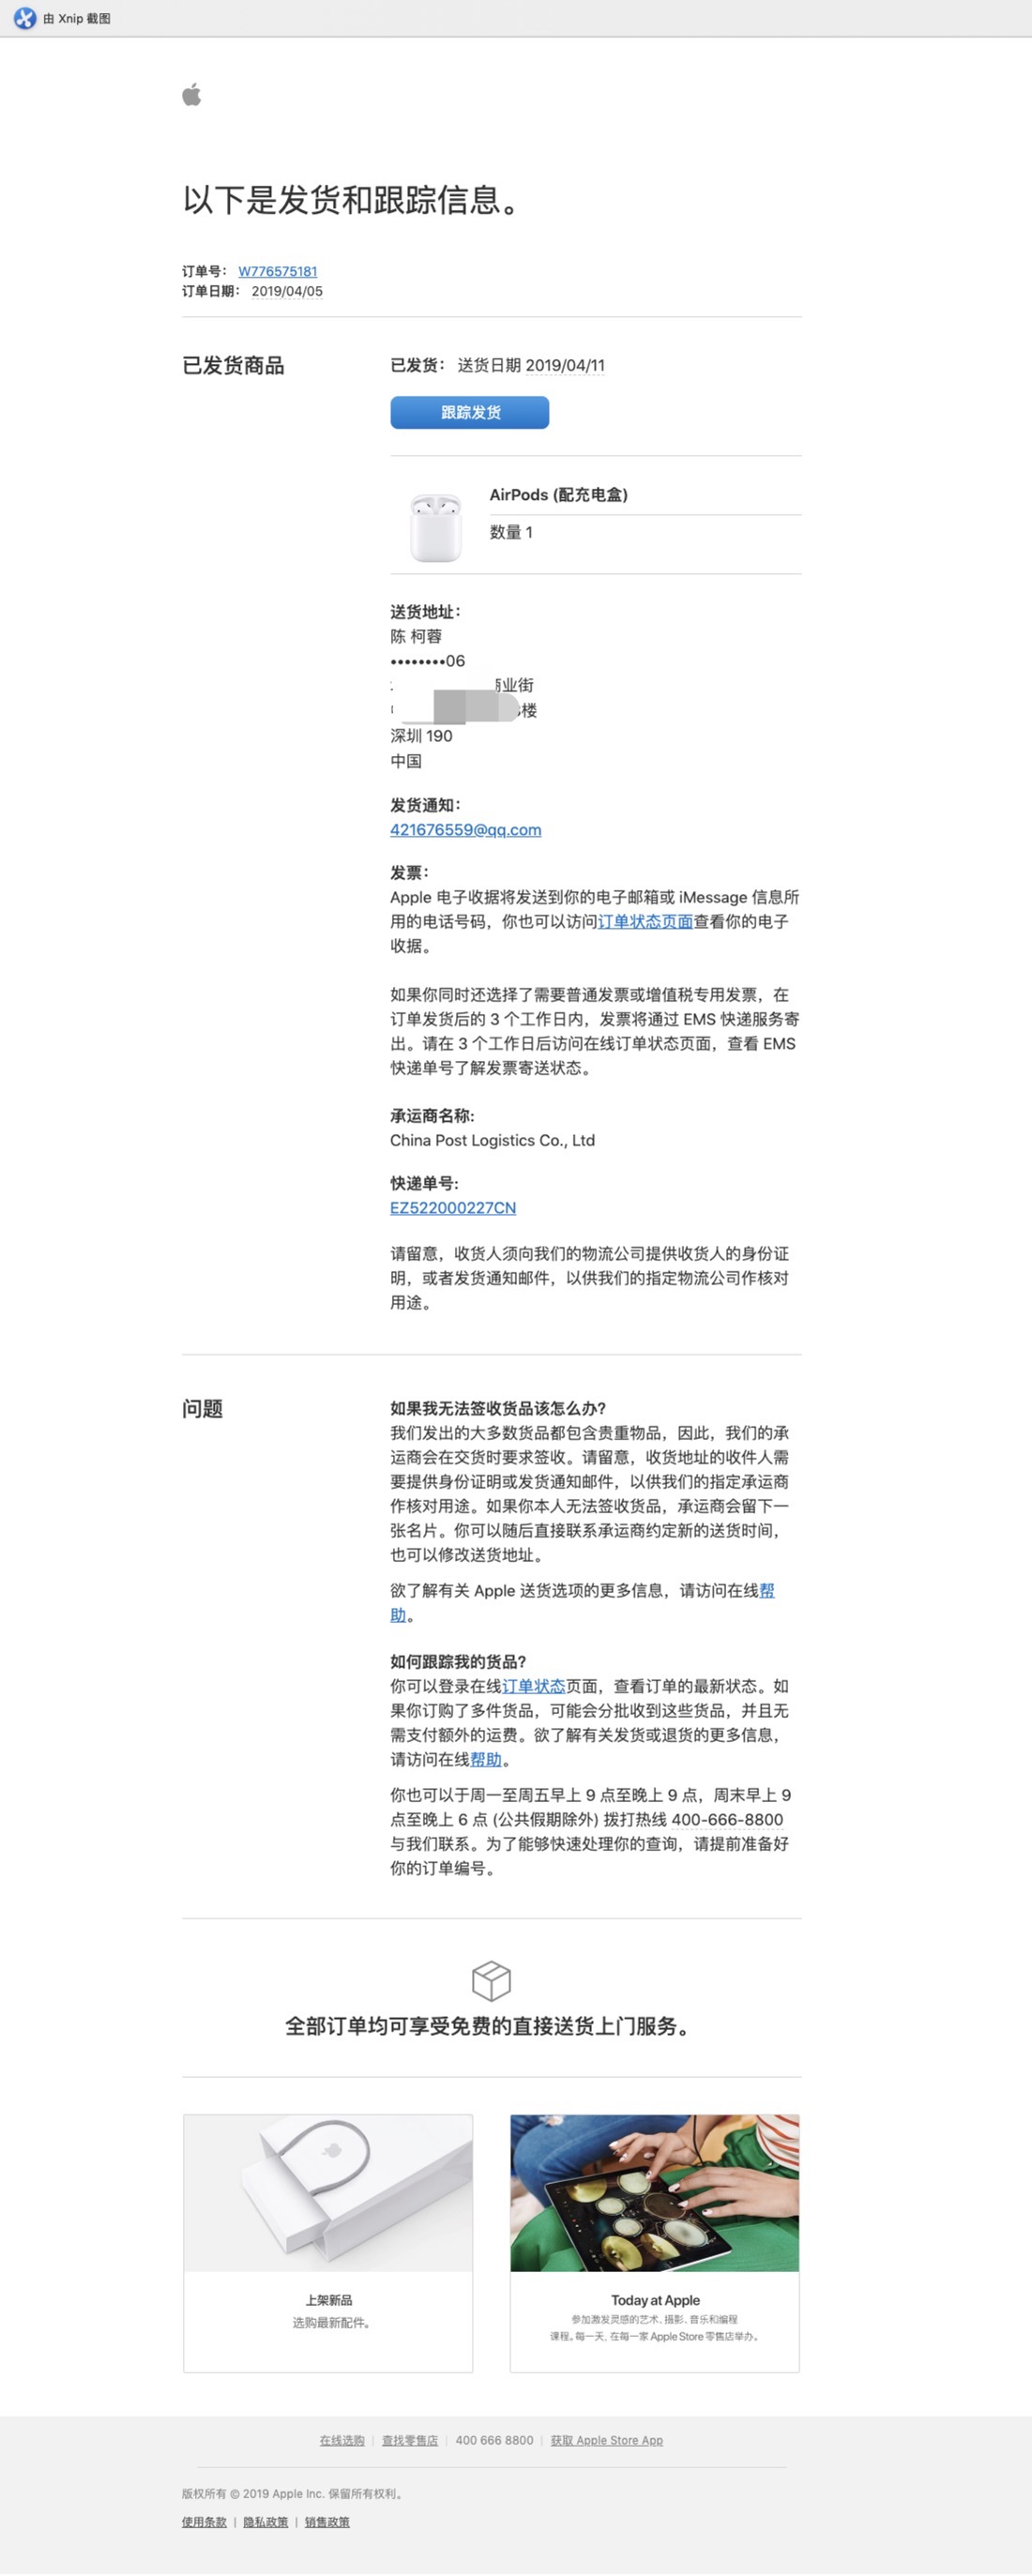 由 Xnip 截图
以下是发货和跟踪信息。
订单号： W776575181
订单日期： 2019/04/05
已发货商品
已发货： 送货日期 2019/04/11
跟踪发货
AirPods (配充电盒)
数量 1
送货地址：
陈 柯蓉
••••••••06
业街
楼
深圳 190
中国
发货通知：
421676559@qq.com
发票：
Apple 电子收据将发送到你的电子邮箱或 iMessage 信息所
用的电话号码，你也可以访问订单状态页面查看你的电子
收据。
如果你同时还选择了需要普通发票或增值税专用发票，在
订单发货后的 3 个工作日内，发票将通过 EMS 快递服务寄
出。请在 3 个工作日后访问在线订单状态页面，查看 EMS
快递单号了解发票寄送状态。
承运商名称:
China Post Logistics Co., Ltd
快递单号:
EZ522000227CN
请留意，收货人须向我们的物流公司提供收货人的身份证
明，或者发货通知邮件，以供我们的指定物流公司作核对
用途。
问题
如果我无法签收货品该怎么办?
我们发出的大多数货品都包含贵重物品，因此，我们的承
运商会在交货时要求签收。请留意，收货地址的收件人需
要提供身份证明或发货通知邮件，以供我们的指定承运商
作核对用途。如果你本人无法签收货品，承运商会留下一
张名片。你可以随后直接联系承运商约定新的送货时间，
也可以修改送货地址。
欲了解有关 Apple 送货选项的更多信息，请访问在线帮
助。
如何跟踪我的货品?
你可以登录在线订单状态页面，查看订单的最新状态。如
果你订购了多件货品，可能会分批收到这些货品，并且无
需支付额外的运费。欲了解有关发货或退货的更多信息，
请访问在线帮助。
你也可以于周一至周五早上 9 点至晚上 9 点，周末早上 9
点至晚上 6 点 (公共假期除外) 拨打热线 400-666-8800
与我们联系。为了能够快速处理你的查询，请提前准备好
你的订单编号。
全部订单均可享受免费的直接送货上门服务。
上架新品
选购最新配件。
Today at Apple
参加激发灵感的艺术、摄影、音乐和编程
课程。每一天，在每一家 Apple Store 零售店举办。
在线选购 | 查找零售店 | 400 666 8800 | 获取 Apple Store App
版权所有 © 2019 Apple Inc. 保留所有权利。
使用条款 | 隐私政策 | 销售政策